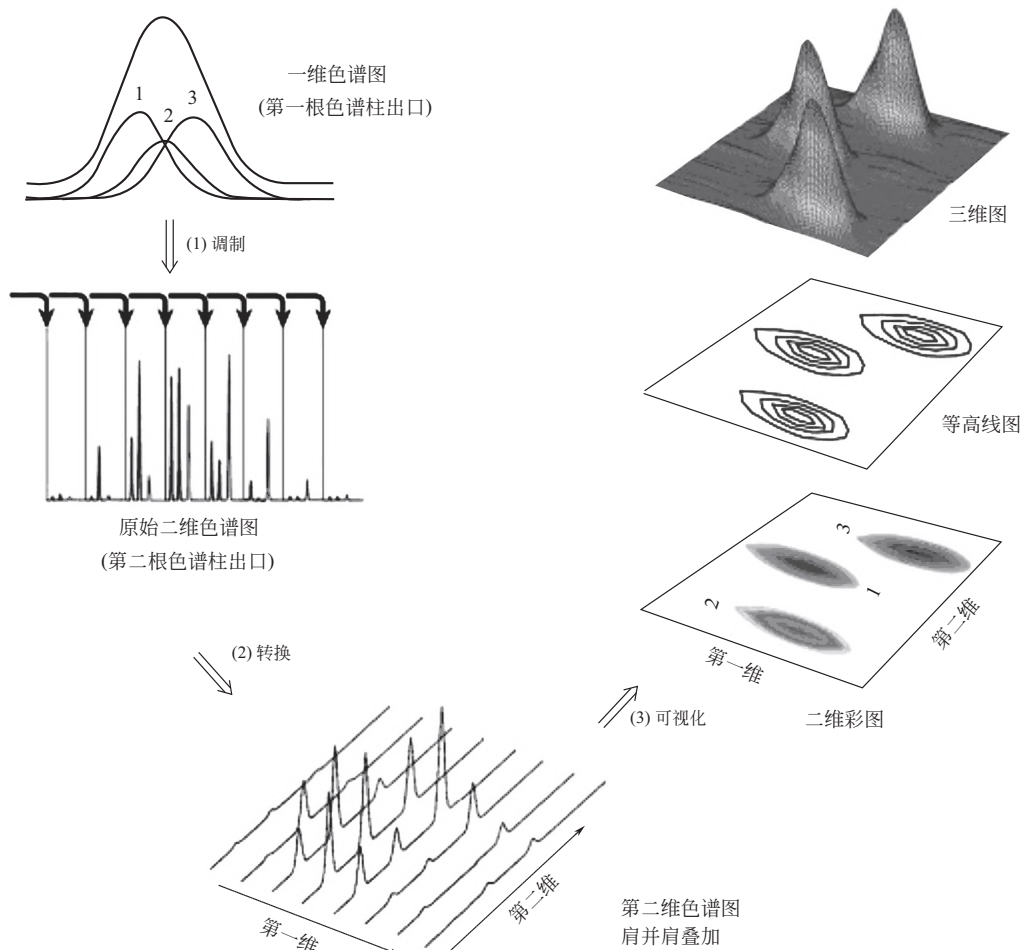 一维色谱图
(第一根色谱柱出口)
1
2
3
(1) 调制
原始二维色谱图
(第二根色谱柱出口)
(2) 转换
第一维
第二维
第二维色谱图
肩并肩叠加
(3) 可视化
三维图
等高线图
3
1
2
第一维
第二维
二维彩图